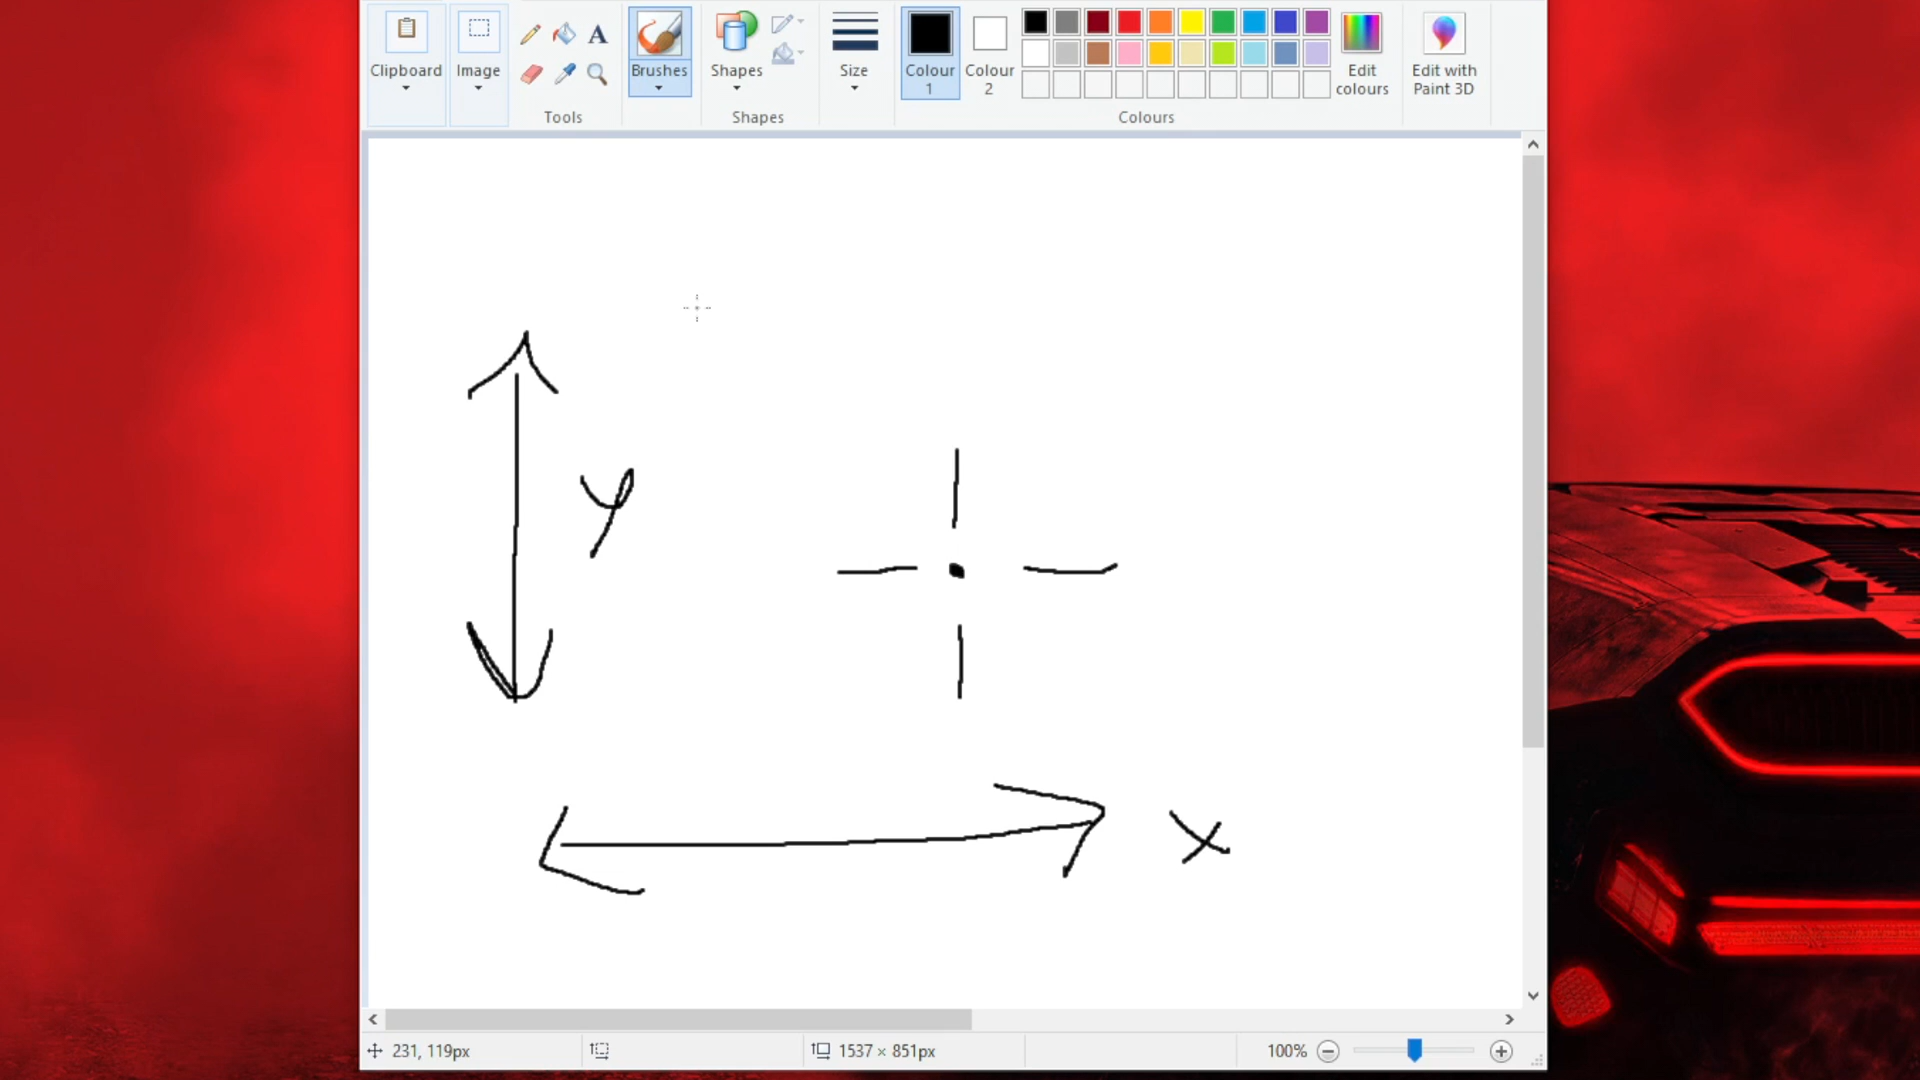 Clipboard
Image
A
Tools
Brushes
Shapes
Shapes
Size
Colour
1
Colour
2
Colours
Edit
colours
Edit with
Paint 3D
y
x
231, 119px
1537 × 851px
100%